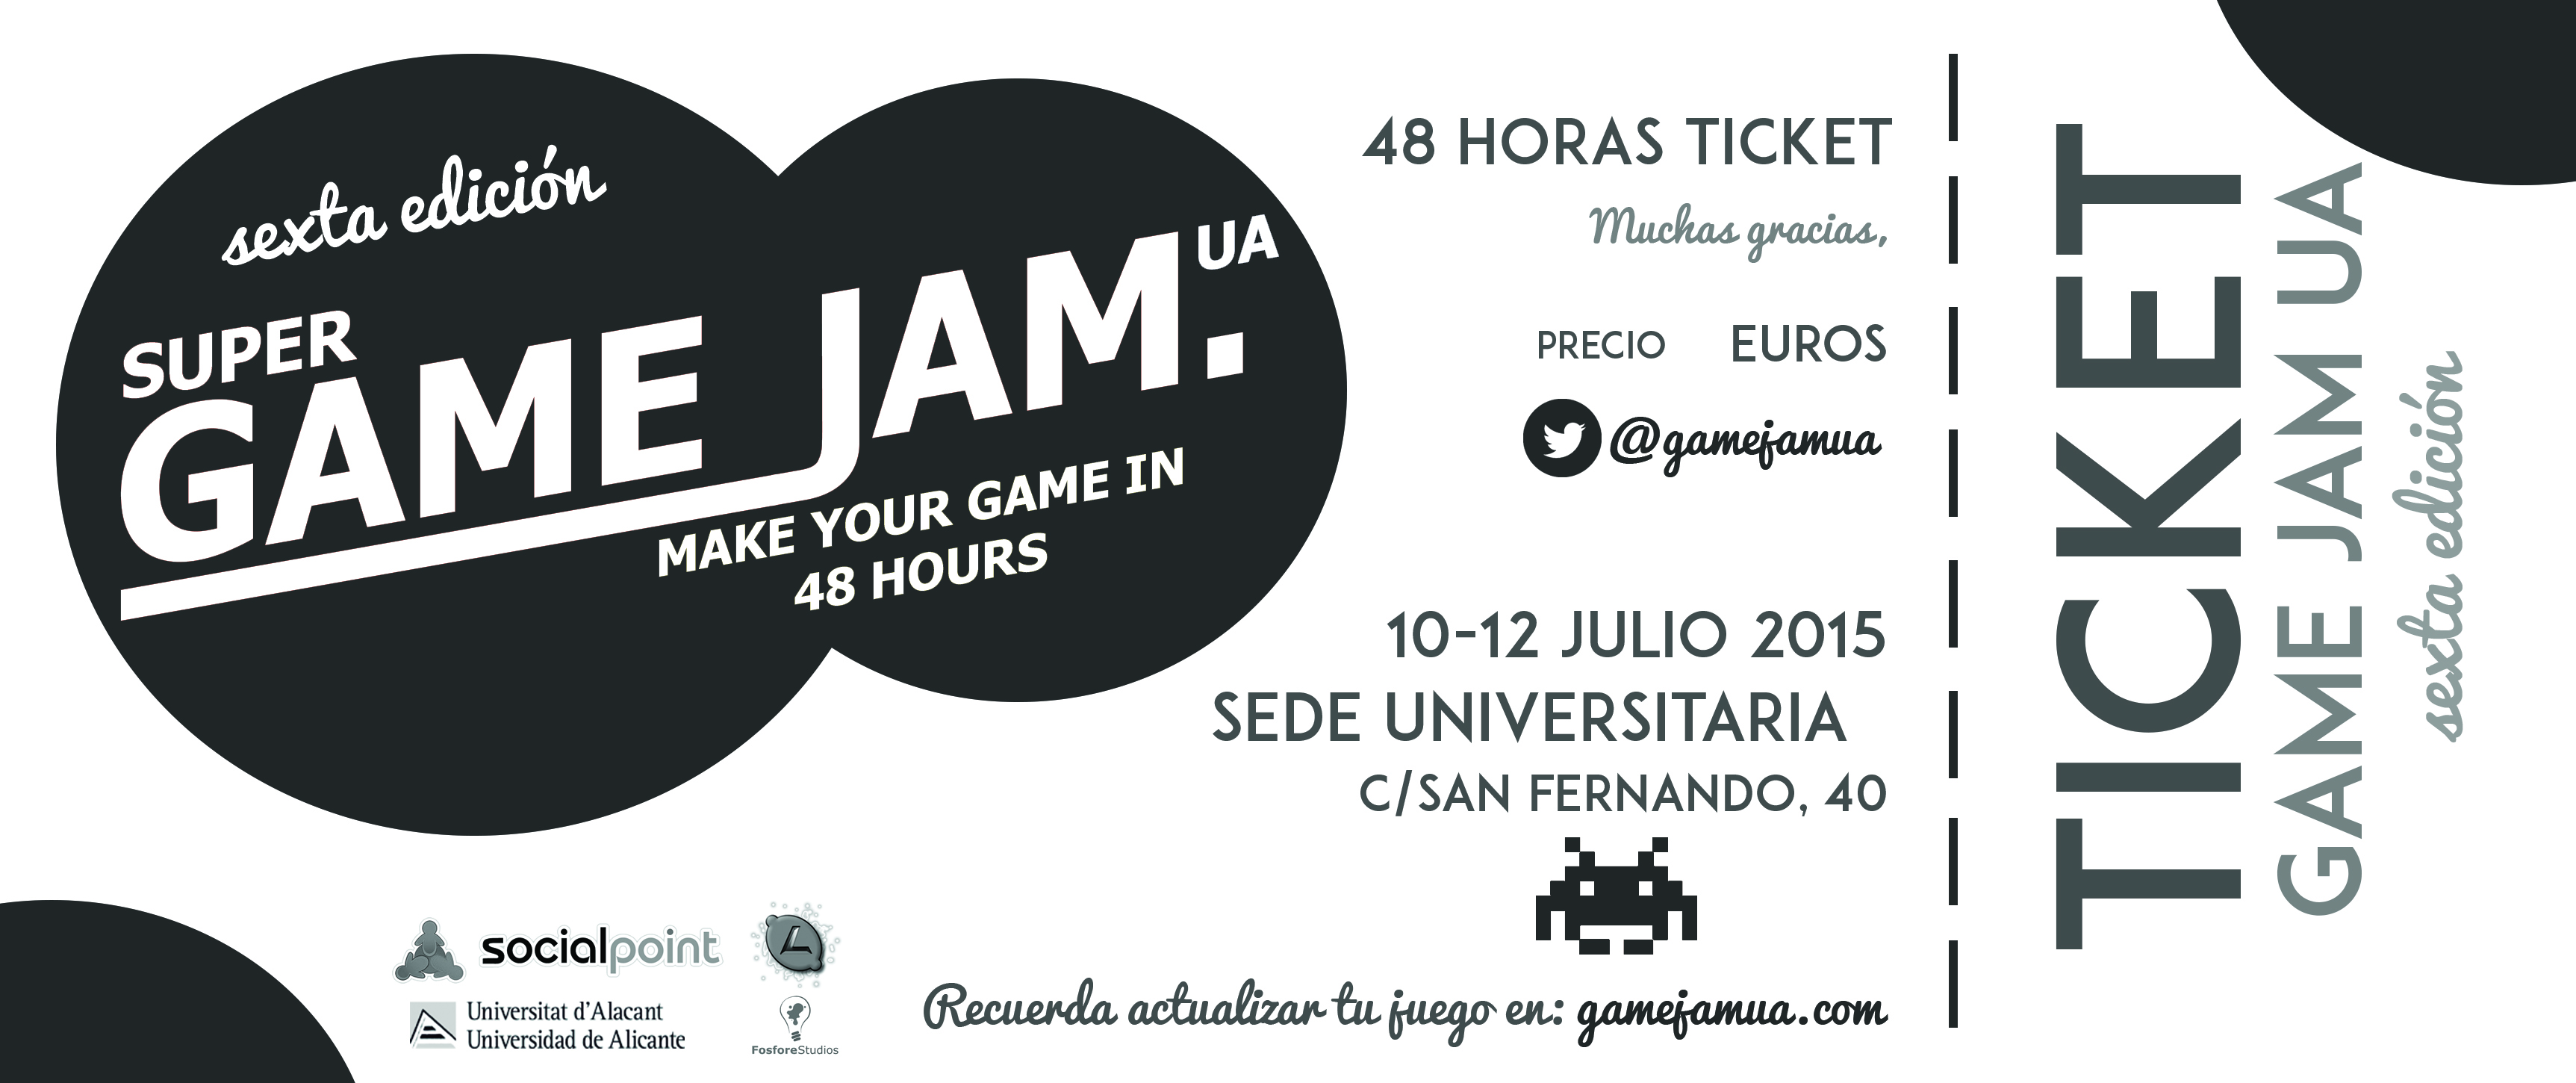 sexta edición
SUPER
GAME JAM.
UA
MAKE YOUR GAME IN
48 HOURS
48 HORAS TICKET
Muchas gracias,
PRECIO EUROS
@gamejamua
10-12 JULIO 2015
SEDE UNIVERSITARIA
C/SAN FERNANDO, 40
socialpoint
L
Universitat d'Alacant
Universidad de Alicante
FosforeStudios
Recuerda actualizar tu juego en: gamejamua.com
TICKET
GAME JAM UA
sexta edición